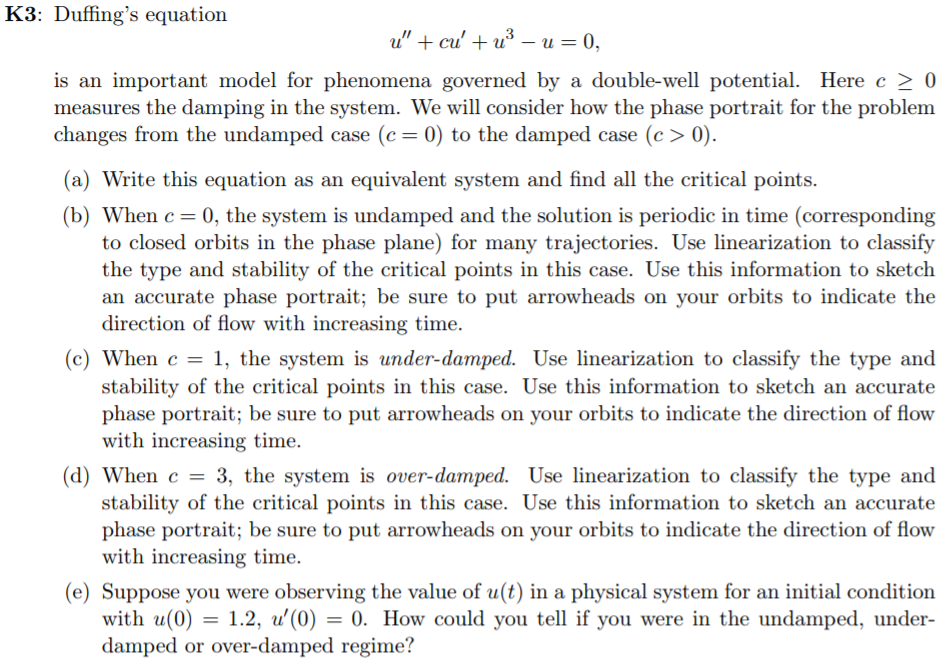 K3: Duffing's equation
u″ + cu′ + u³ − u = 0,
is an important model for phenomena governed by a double-well potential. Here c ≥ 0
measures the damping in the system. We will consider how the phase portrait for the problem
changes from the undamped case (c = 0) to the damped case (c > 0).
(a) Write this equation as an equivalent system and find all the critical points.
(b) When c = 0, the system is undamped and the solution is periodic in time (corresponding
to closed orbits in the phase plane) for many trajectories. Use linearization to classify
the type and stability of the critical points in this case. Use this information to sketch
an accurate phase portrait; be sure to put arrowheads on your orbits to indicate the
direction of flow with increasing time.
(c) When c = 1, the system is under-damped. Use linearization to classify the type and
stability of the critical points in this case. Use this information to sketch an accurate
phase portrait; be sure to put arrowheads on your orbits to indicate the direction of flow
with increasing time.
(d) When c = 3, the system is over-damped. Use linearization to classify the type and
stability of the critical points in this case. Use this information to sketch an accurate
phase portrait; be sure to put arrowheads on your orbits to indicate the direction of flow
with increasing time.
(e) Suppose you were observing the value of u(t) in a physical system for an initial condition
with u(0) = 1.2, u′(0) = 0. How could you tell if you were in the undamped, under-
damped or over-damped regime?